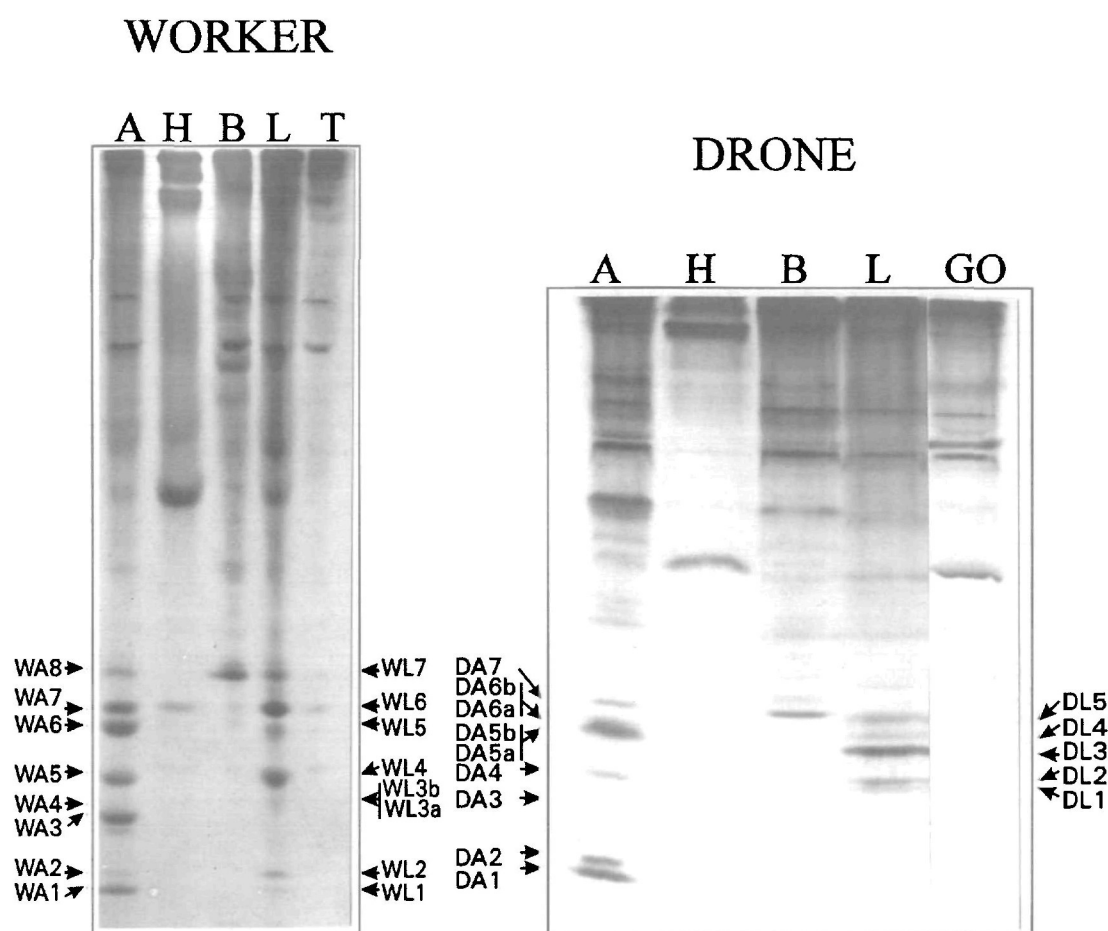 WORKER
A H B L T
DRONE
A H B L GO
WA8
WA7
WA6
WA5
WA4
WA3
WA2
WA1
WL7
WL6
WL5
WL4
WL3b
WL3a
WL2
WL1
DA7
DA6b
DA6a
DA5b
DA5a
DA4
DA3
DA2
DA1
DL5
DL4
DL3
DL2
DL1